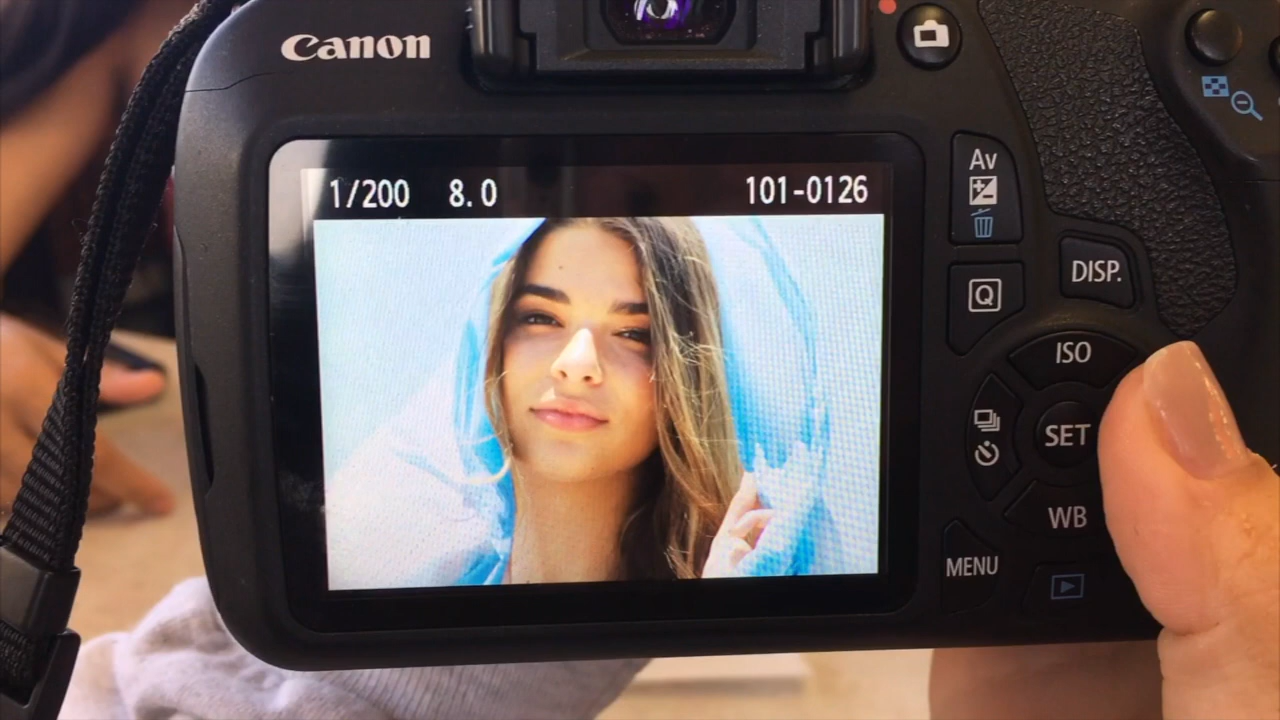 Canon
1/200 8.0 101-0126
Av
DISP.
Q
ISO
SET
WB
MENU